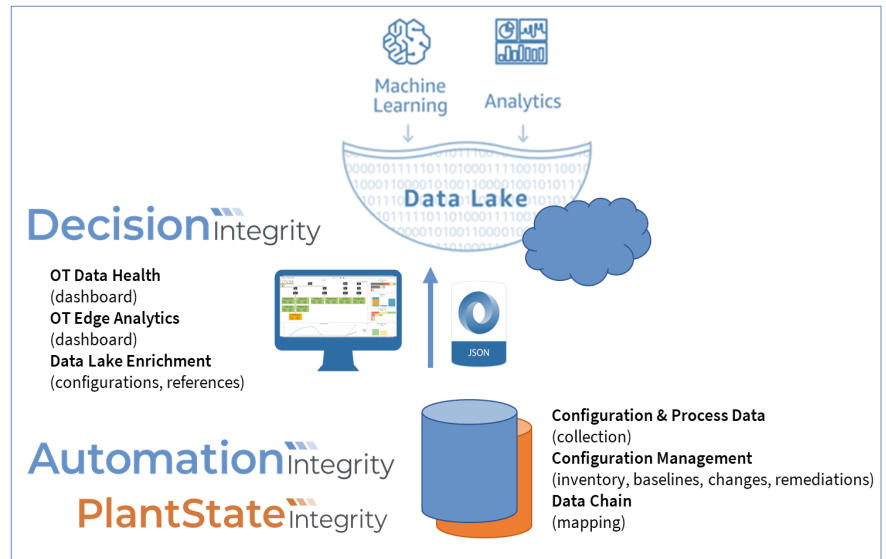 Machine
Learning
Analytics
Data Lake
DecisionIntegrity
OT Data Health
(dashboard)
OT Edge Analytics
(dashboard)
Data Lake Enrichment
(configurations, references)
JSON
Configuration & Process Data
(collection)
Configuration Management
(inventory, baselines, changes, remediations)
Data Chain
(mapping)
AutomationIntegrity
PlantStateIntegrity